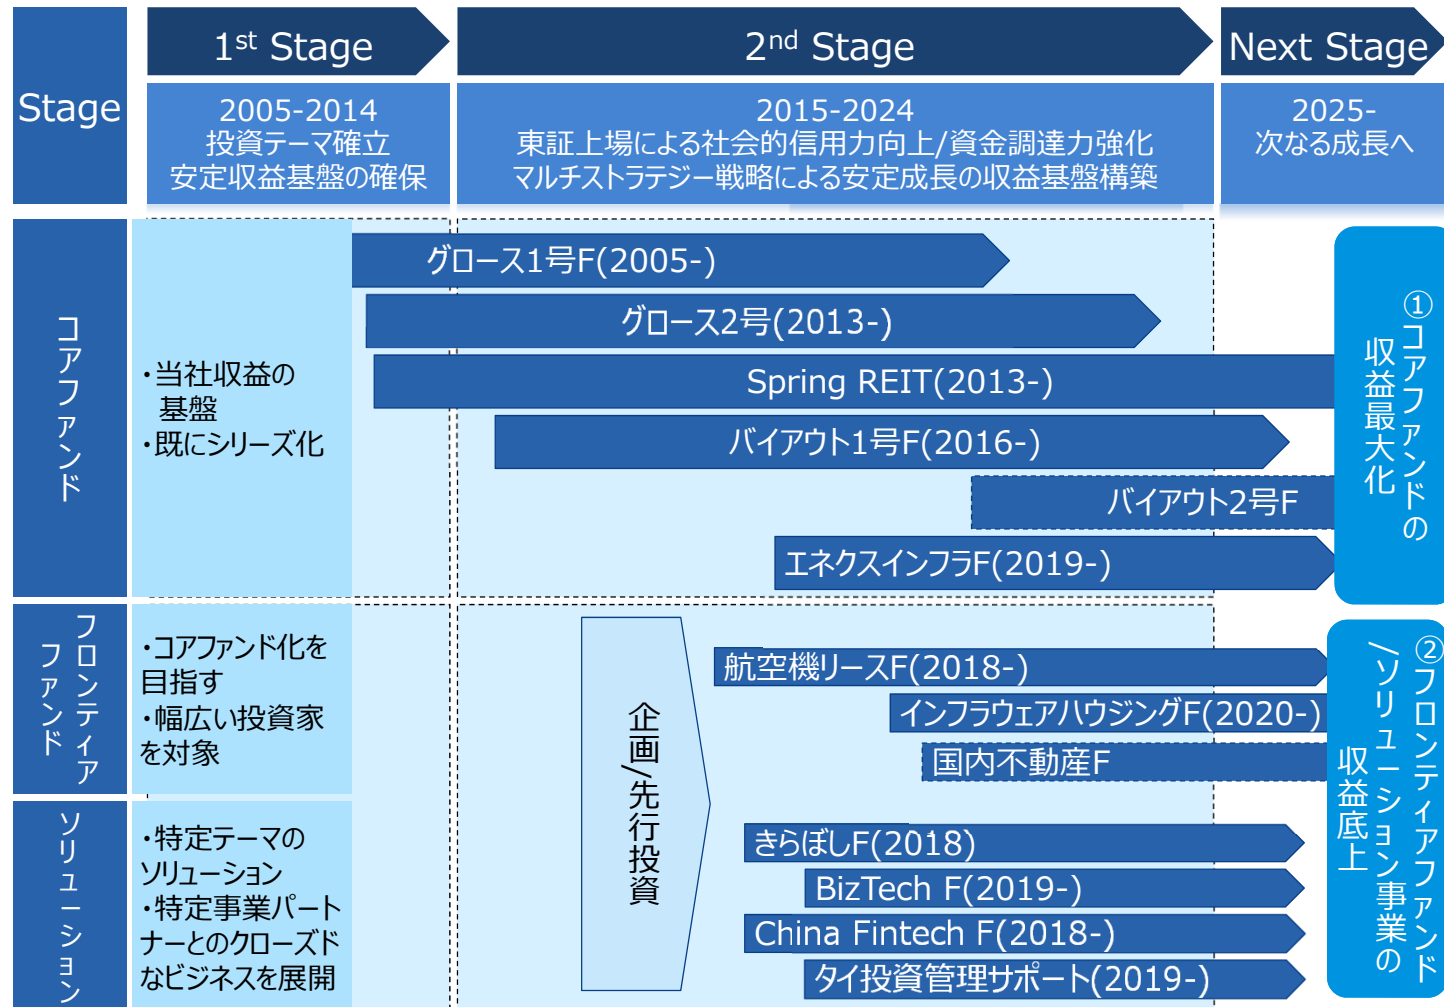 Stage
1st Stage
2nd Stage
Next Stage
2005-2014
投資テーマ確立
安定収益基盤の確保
2015-2024
東証上場による社会的信用力向上/資金調達力強化
マルチストラテジー戦略による安定成長の収益基盤構築
2025-
次なる成長へ
コアファンド
・当社収益の
基盤
・既にシリーズ化
グロース1号F(2005-)
グロース2号(2013-)
Spring REIT(2013-)
バイアウト1号F(2016-)
バイアウト2号F
エネクスインフラF(2019-)
①コアファンドの
収益最大化
フロンティア
ファンド
・コアファンド化を
目指す
・幅広い投資家
を対象
企画/先行投資
航空機リースF(2018-)
インフラウェアハウジングF(2020-)
国内不動産F
②フロンティアファンド
/ソリューション事業の
収益底上
ソリューション
・特定テーマの
ソリューション
・特定事業パート
ナーとのクローズド
なビジネスを展開
きらぼしF(2018)
BizTech F(2019-)
China Fintech F(2018-)
タイ投資管理サポート(2019-)